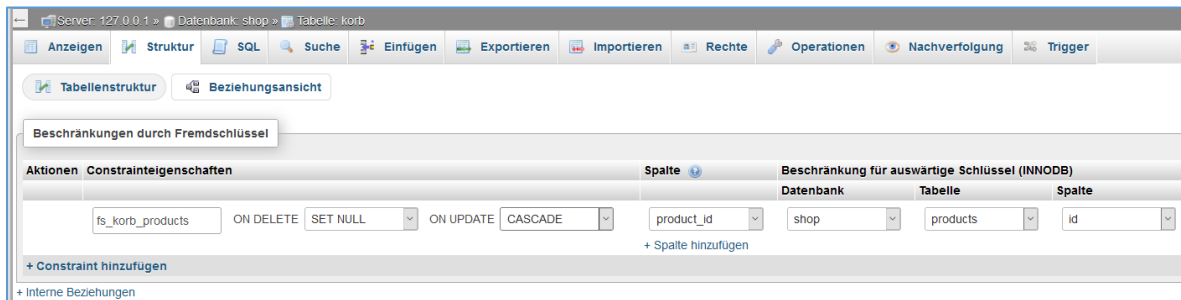 Server: 127.0.0.1 » Datenbank: shop » Tabelle: korb
Anzeigen Struktur SQL Suche Einfügen Exportieren Importieren Rechte Operationen Nachverfolgung Trigger
Tabellenstruktur Beziehungsansicht
Beschränkungen durch Fremdschlüssel
Aktionen Constrainteigenschaften Spalte Beschränkung für auswärtige Schlüssel (INNODB)
Datenbank Tabelle Spalte
fs_korb_products ON DELETE SET NULL ON UPDATE CASCADE product_id shop products id
+ Spalte hinzufügen
+ Constraint hinzufügen
+ Interne Beziehungen